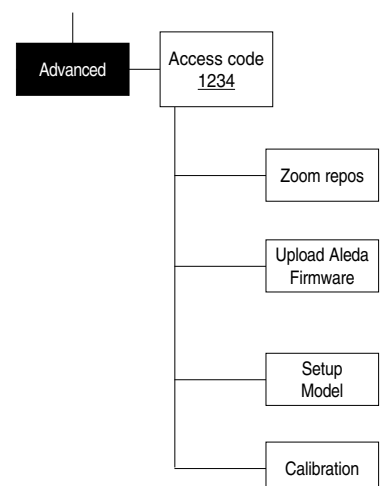 Advanced
Access code
1234
Zoom repos
Upload Aleda
Firmware
Setup
Model
Calibration